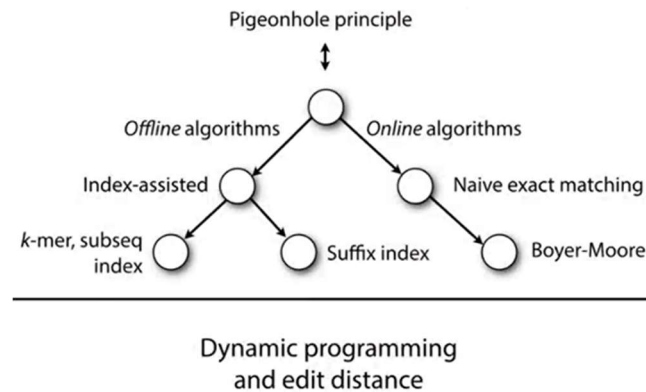 Pigeonhole principle
Offline algorithms
Online algorithms
Index-assisted
Naive exact matching
k-mer, subseq
index
Suffix index
Boyer-Moore
Dynamic programming
and edit distance